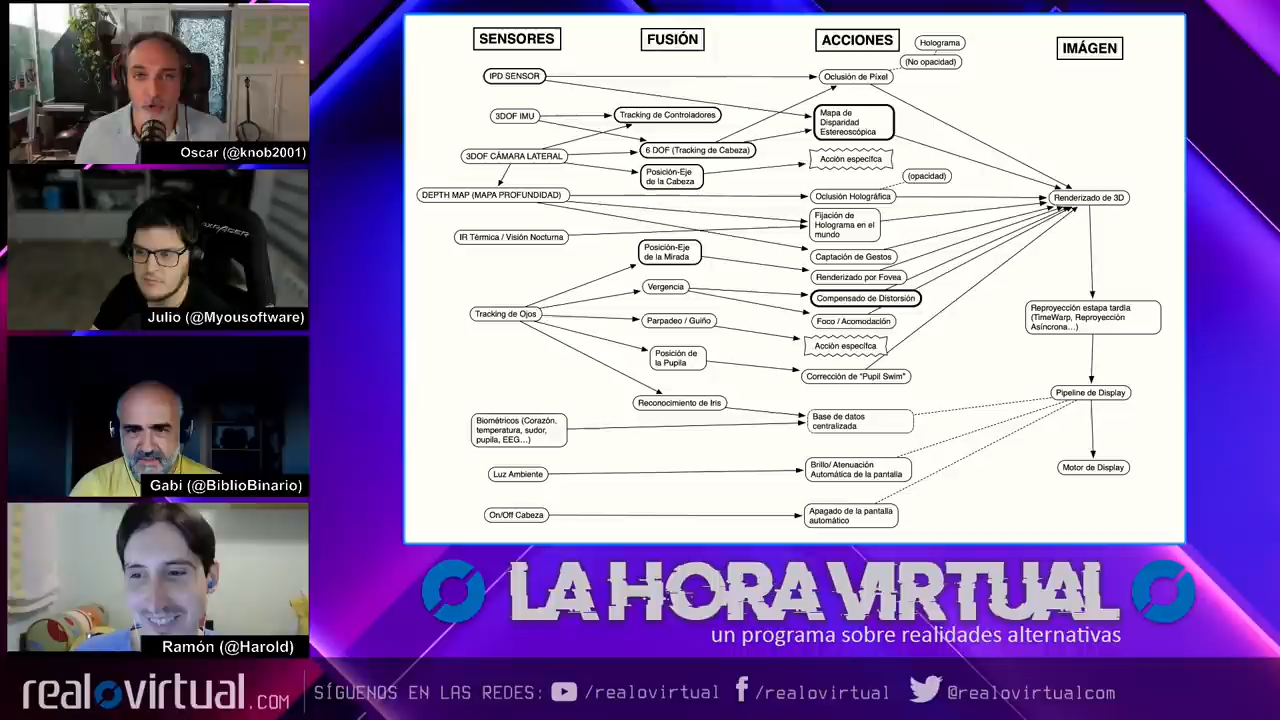 Oscar (@knob2001)
Julio (@Myousoftware)
Gabi (@BiblioBinario)
Ramón (@Harold)
SENSORES
FUSIÓN
ACCIONES
IMÁGEN
Holograma
(No opacidad)
IPD SENSOR
Oclusión de Píxel
3DOF IMU
Tracking de Controladores
Mapa de
Disparidad
Estereoscópica
3DOF CÁMARA LATERAL
6 DOF (Tracking de Cabeza)
Acción especifca
Posición-Eje
de la Cabeza
(opacidad)
DEPTH MAP (MAPA PROFUNDIDAD)
Oclusión Holográfica
Renderizado de 3D
Fijación de
Holograma en el
mundo
IR Térmica / Visión Nocturna
Posición-Eje
de la Mirada
Captación de Gestos
Renderizado por Fovea
Vergencia
Compensado de Distorsión
Tracking de Ojos
Parpadeo / Guiño
Foco / Acomodación
Reproyección estapa tardia
(TimeWarp, Reproyección
Asíncrona...)
Acción especifca
Posición de
la Pupila
Corrección de "Pupil Swim"
Pipeline de Display
Reconocimiento de Iris
Biométricos (Corazón,
temperatura, sudor,
pupila, EEG...)
Base de datos
centralizada
Luz Ambiente
Brillo/ Atenuación
Automática de la pantalla
Motor de Display
On/Off Cabeza
Apagado de la pantalla
automático
LA HORA VIRTUAL
un programa sobre realidades alternativas
realovirtual.com
SÍGUENOS EN LAS REDES:
/realovirtual
/realovirtual
@realovirtualcom